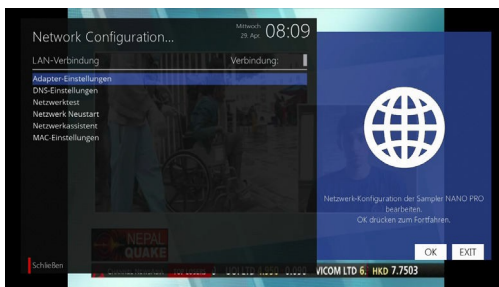 Network Configuration...
Mittwoch
29. Apr. 08:09
LAN-Verbindung Verbindung:
Adapter-Einstellungen
DNS-Einstellungen
Netzwerktest
Netzwerk Neustart
Netzwerkassistent
MAC-Einstellungen
Netzwerk-Konfiguration der Sampler NANO PRO
bearbeiten.
OK drücken zum Fortfahren.
OK EXIT
NEPAL
QUAKE
Schließen
VICOM LTD 6. HKD 7.7503